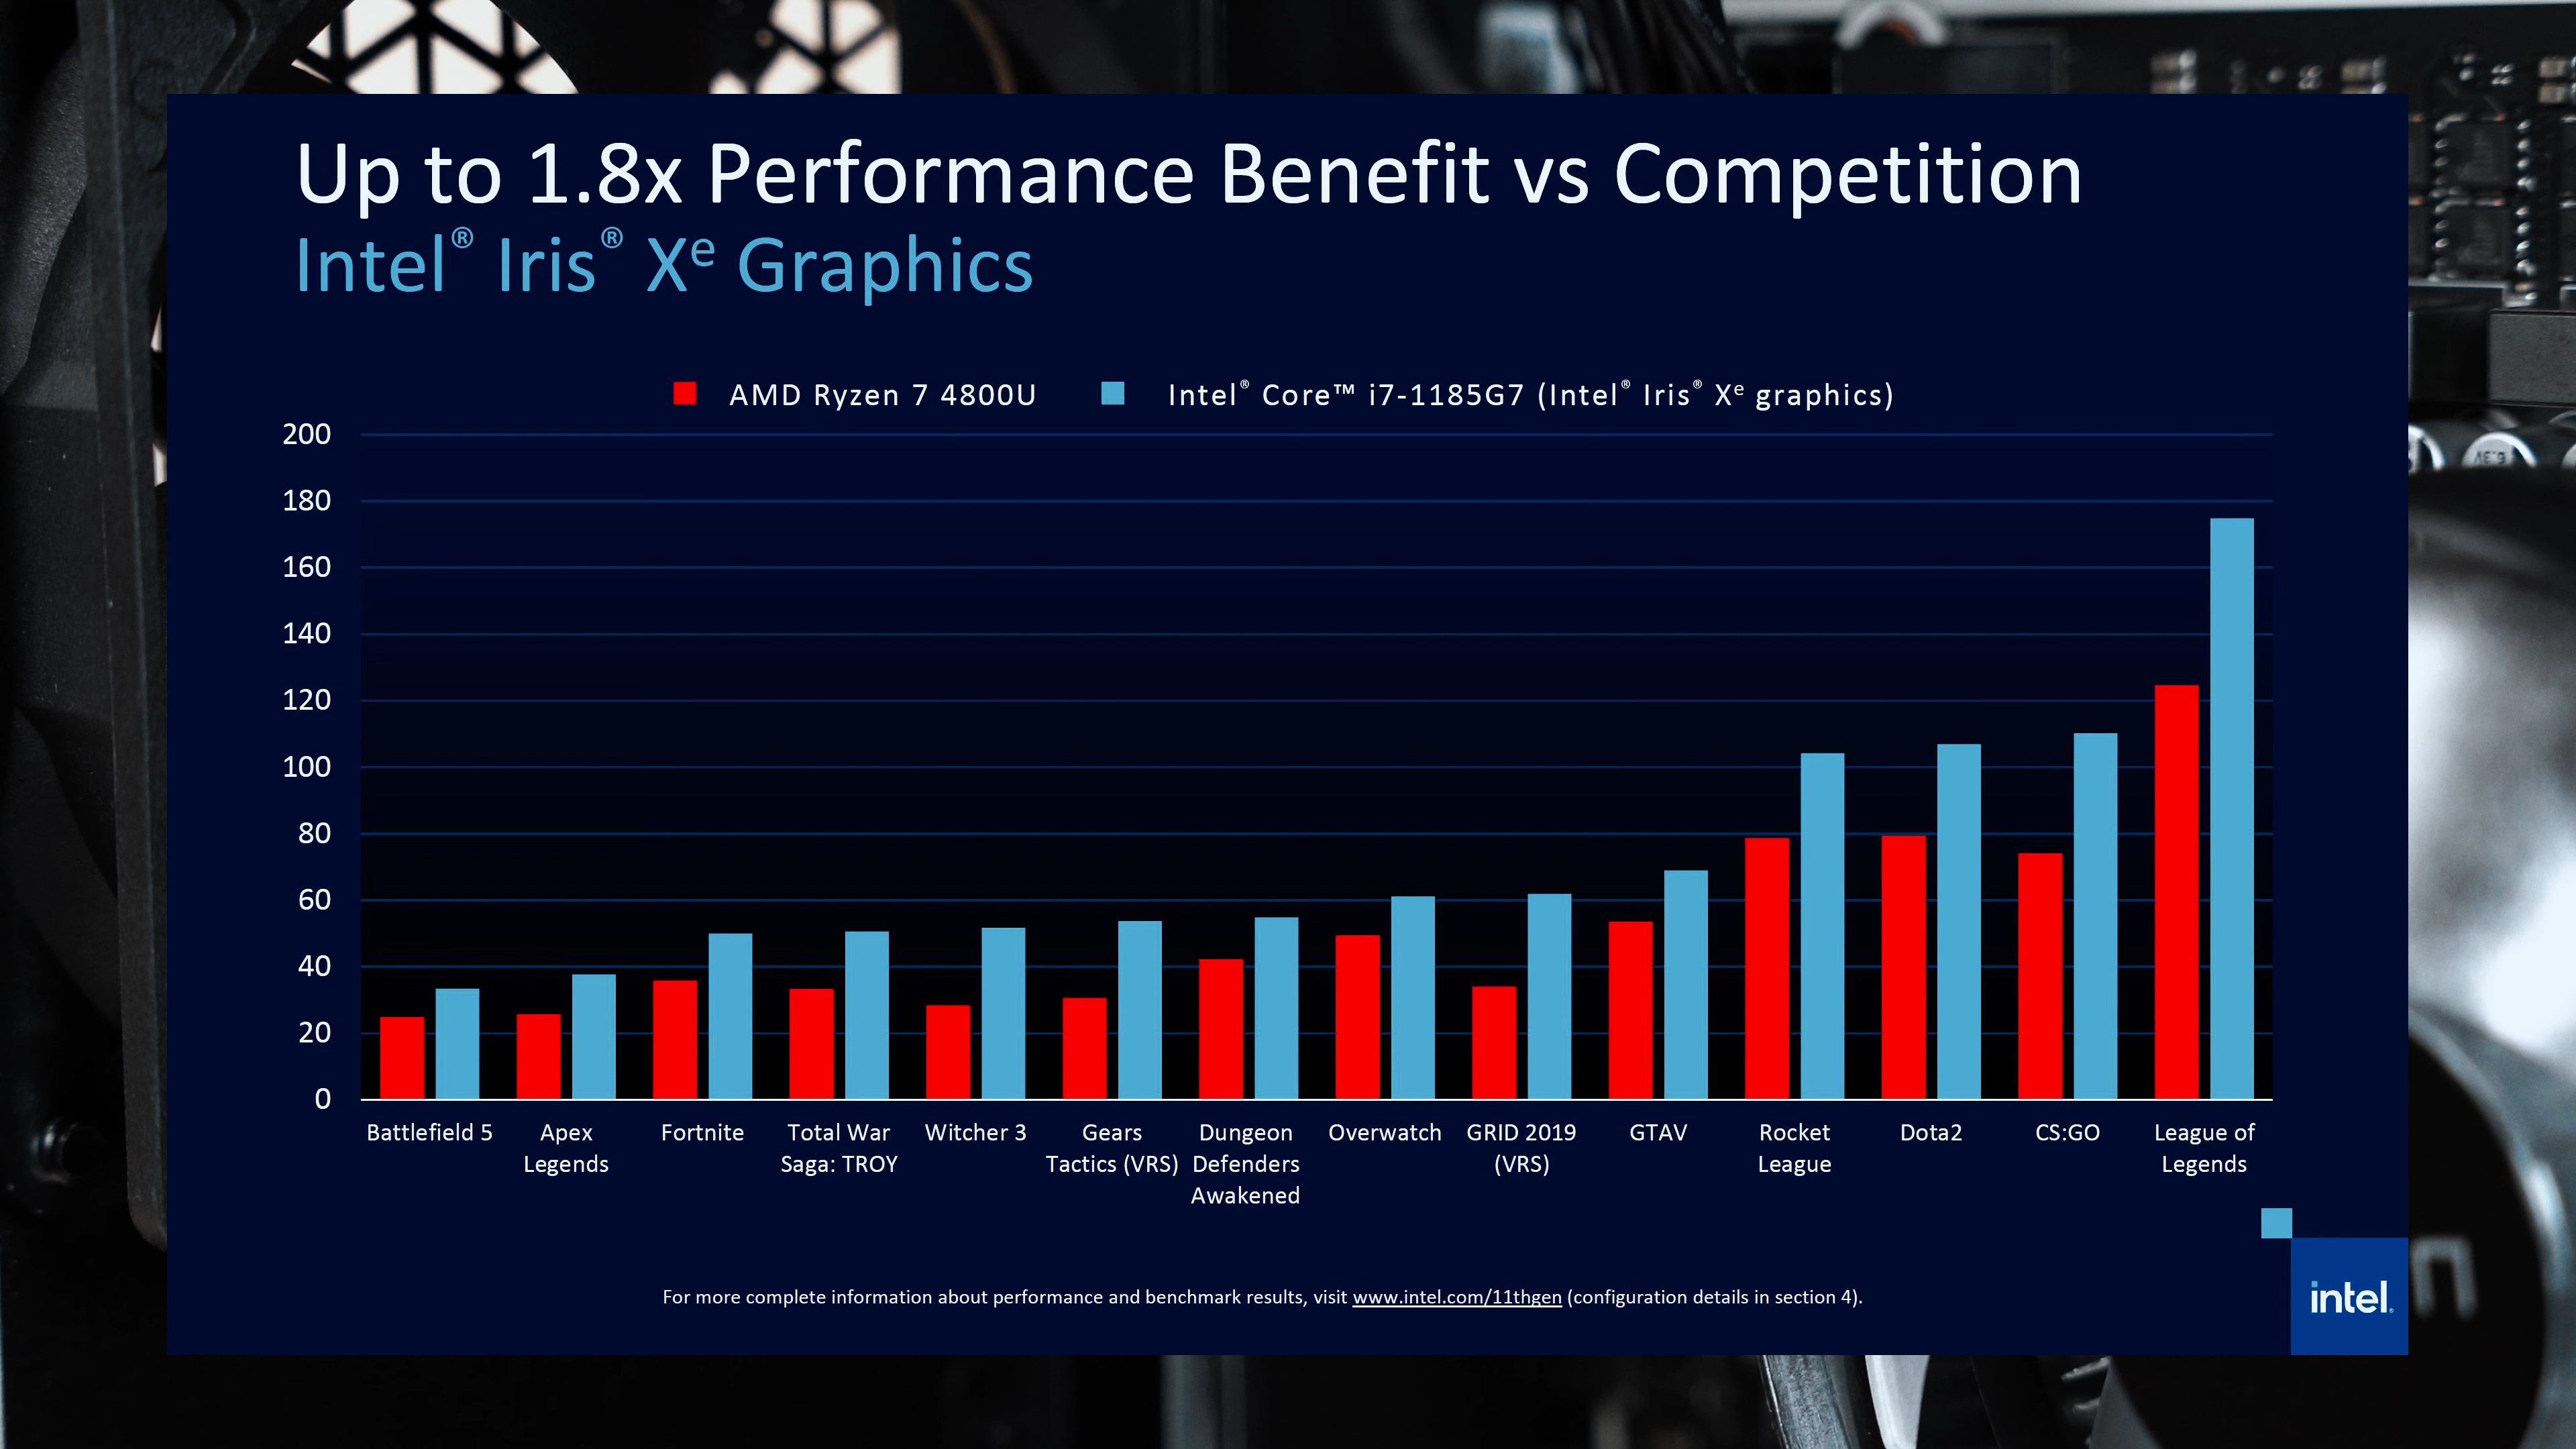 Up to 1.8x Performance Benefit vs Competition
Intel® Iris® Xᵉ Graphics
AMD Ryzen 7 4800U
Intel® Core™ i7-1185G7 (Intel® Iris® Xᵉ graphics)
200
180
160
140
120
100
80
60
40
20
0
Battlefield 5
Apex
Legends
Fortnite
Total War
Saga: TROY
Witcher 3
Gears
Tactics (VRS)
Dungeon
Defenders
Awakened
Overwatch
GRID 2019
(VRS)
GTAV
Rocket
League
Dota2
CS:GO
League of
Legends
For more complete information about performance and benchmark results, visit www.intel.com/11thgen (configuration details in section 4).
intel.